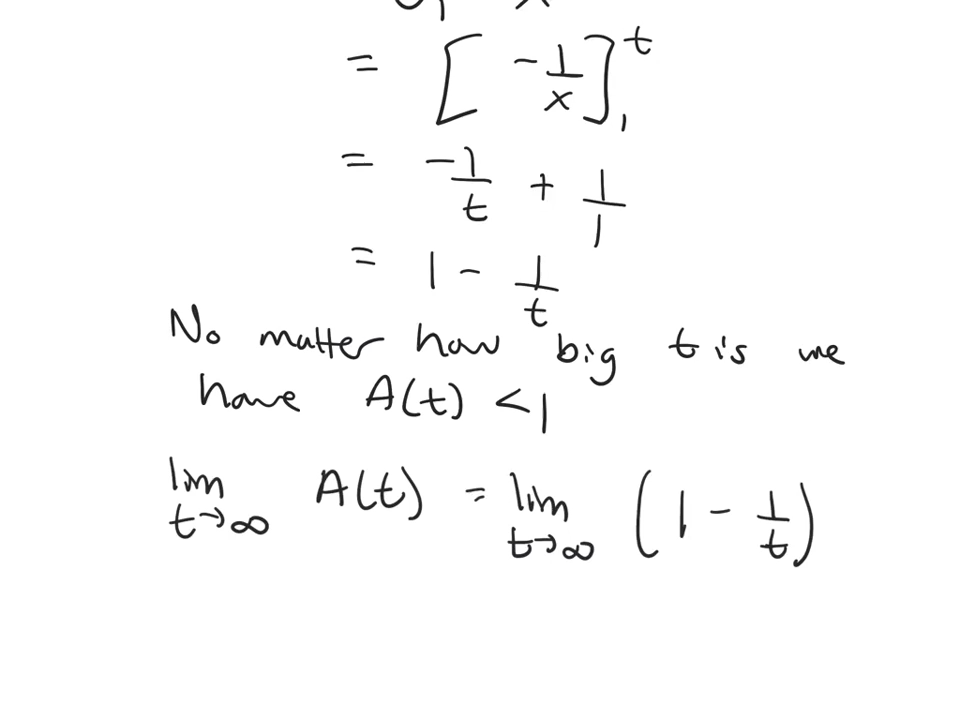 = [ -1/x ]₁ᵗ
= -1/t + 1/1
= 1 - 1/t
No matter how big t is we
have A(t) < 1
lim t→∞ A(t) = lim t→∞ (1 - 1/t)